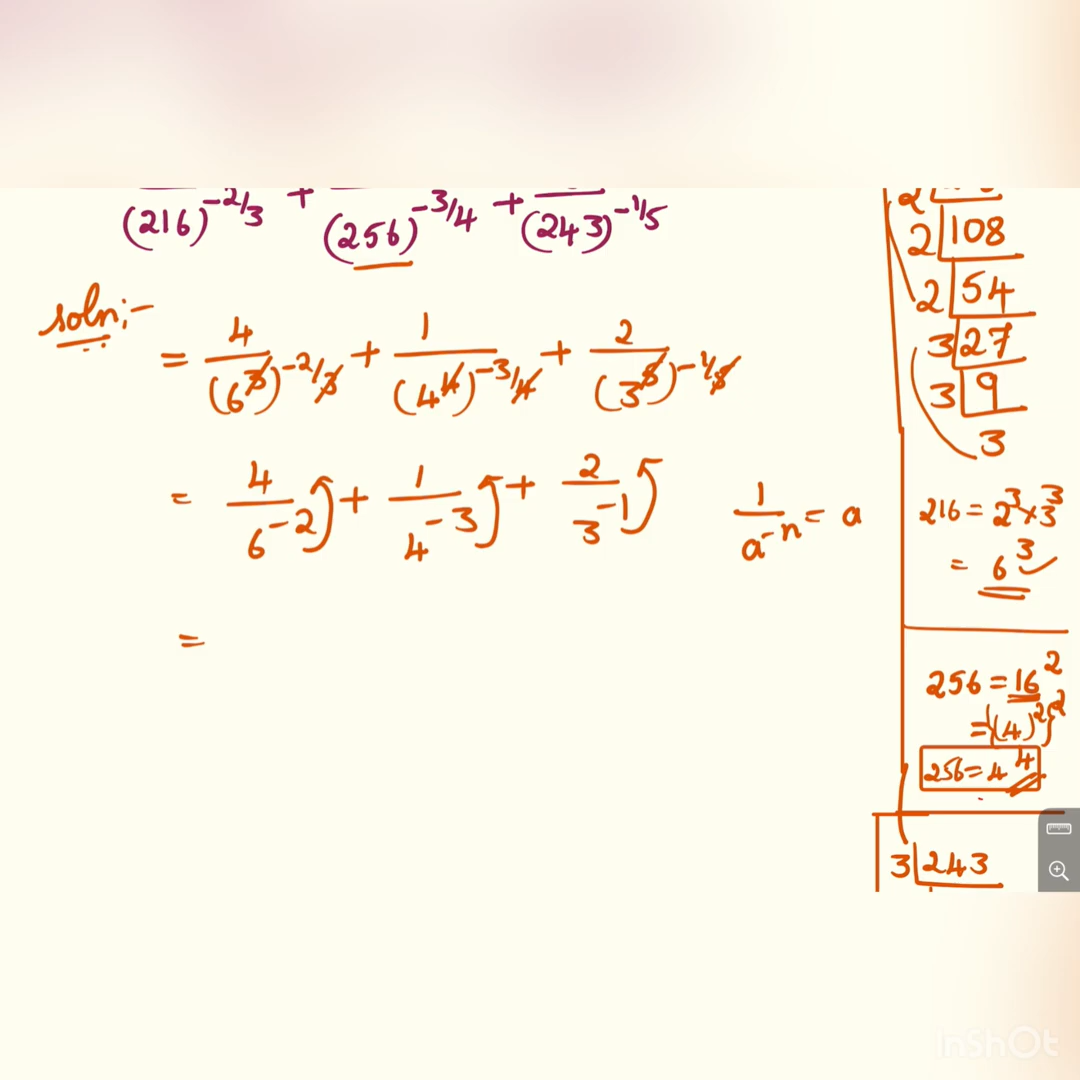 (216)^-2/3 + (256)^-3/4 + (243)^-1/5
soln:-
= 4/(6^3)^-2/3 + 1/(4^4)^-3/4 + 2/(3^5)^-1/5
= 4/6^-2 + 1/4^-3 + 2/3^-1
1/a^-n = a
=
2
2 108
2 54
3 27
3 9
3
216 = 2^3 × 3^3
= 6^3
256 = 16^2
= {(4)^2}^2
256 = 4^4
3 243
InShOt